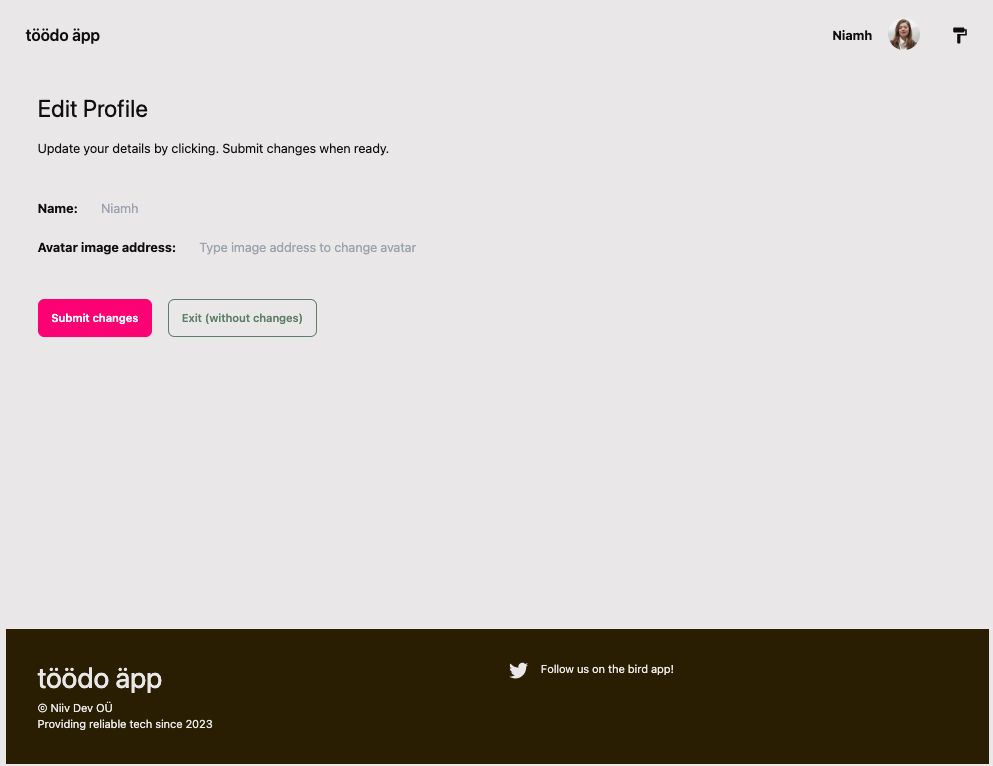 töödo äpp
Niamh
Edit Profile
Update your details by clicking. Submit changes when ready.
Name: Niamh
Avatar image address: Type image address to change avatar
Submit changes
Exit (without changes)
töödo äpp
© Niiv Dev OÜ
Providing reliable tech since 2023
Follow us on the bird app!